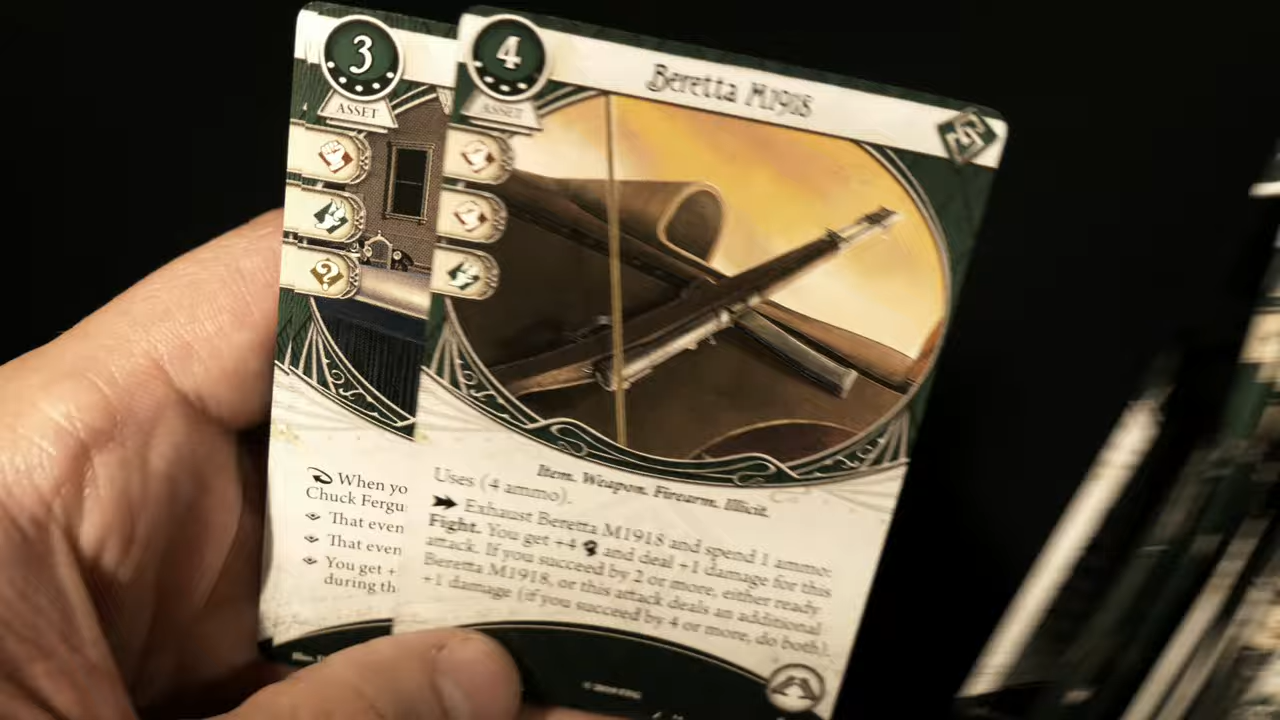 3
ASSET
When yo
Chuck Fergu
That even
That even
You get +
during th
4
ASSET
Beretta M1918
Item. Weapon. Firearm. Illicit.
Uses (4 ammo).
Exhaust Beretta M1918 and spend 1 ammo:
Fight. You get +4 and deal +1 damage for this
attack. If you succeed by 2 or more, either ready
Beretta M1918, or this attack deals an additional
+1 damage (if you succeed by 4 or more, do both).